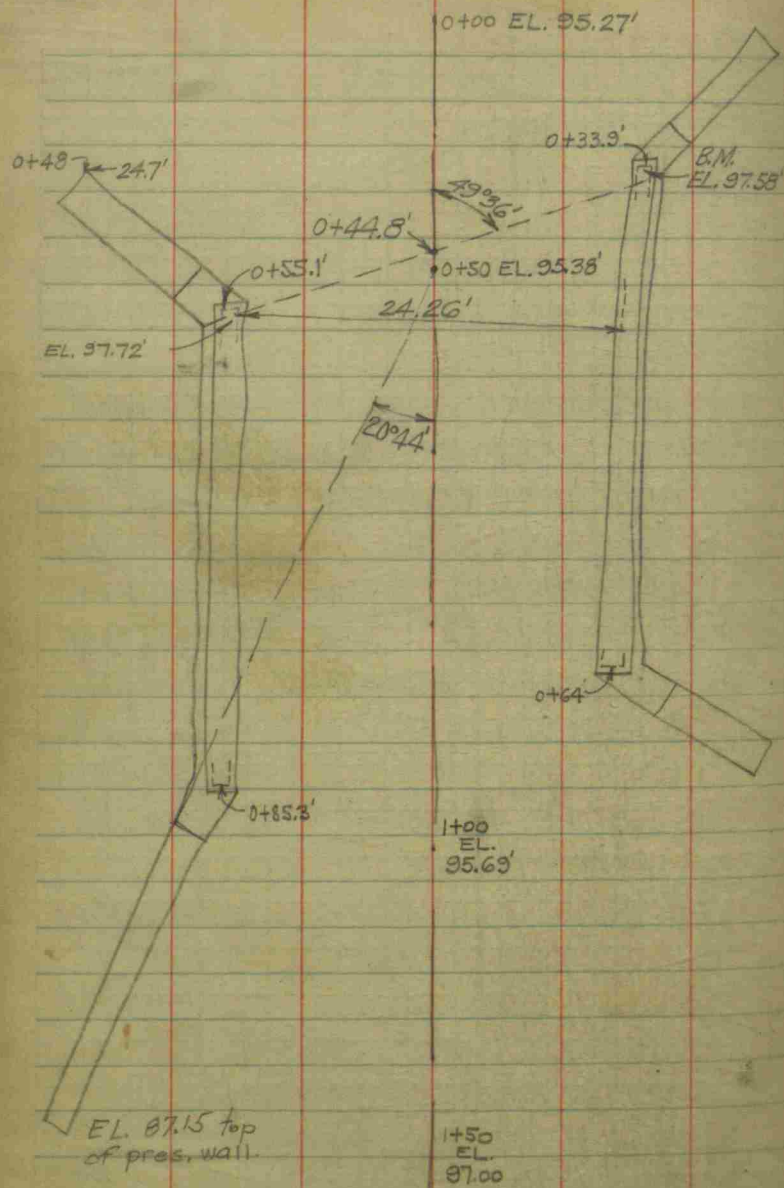 0+00 EL. 95.27'
0+33.9'
B.M.
EL. 97.58'
0+48
24.7'
49°36'
0+44.8'
0+55.1'
0+50 EL. 95.38'
24.26'
EL. 97.72'
20°44'
0+64'
0+85.3'
1+00
EL.
95.69'
EL. 87.15 top
of pres. wall.
1+50
EL.
97.00